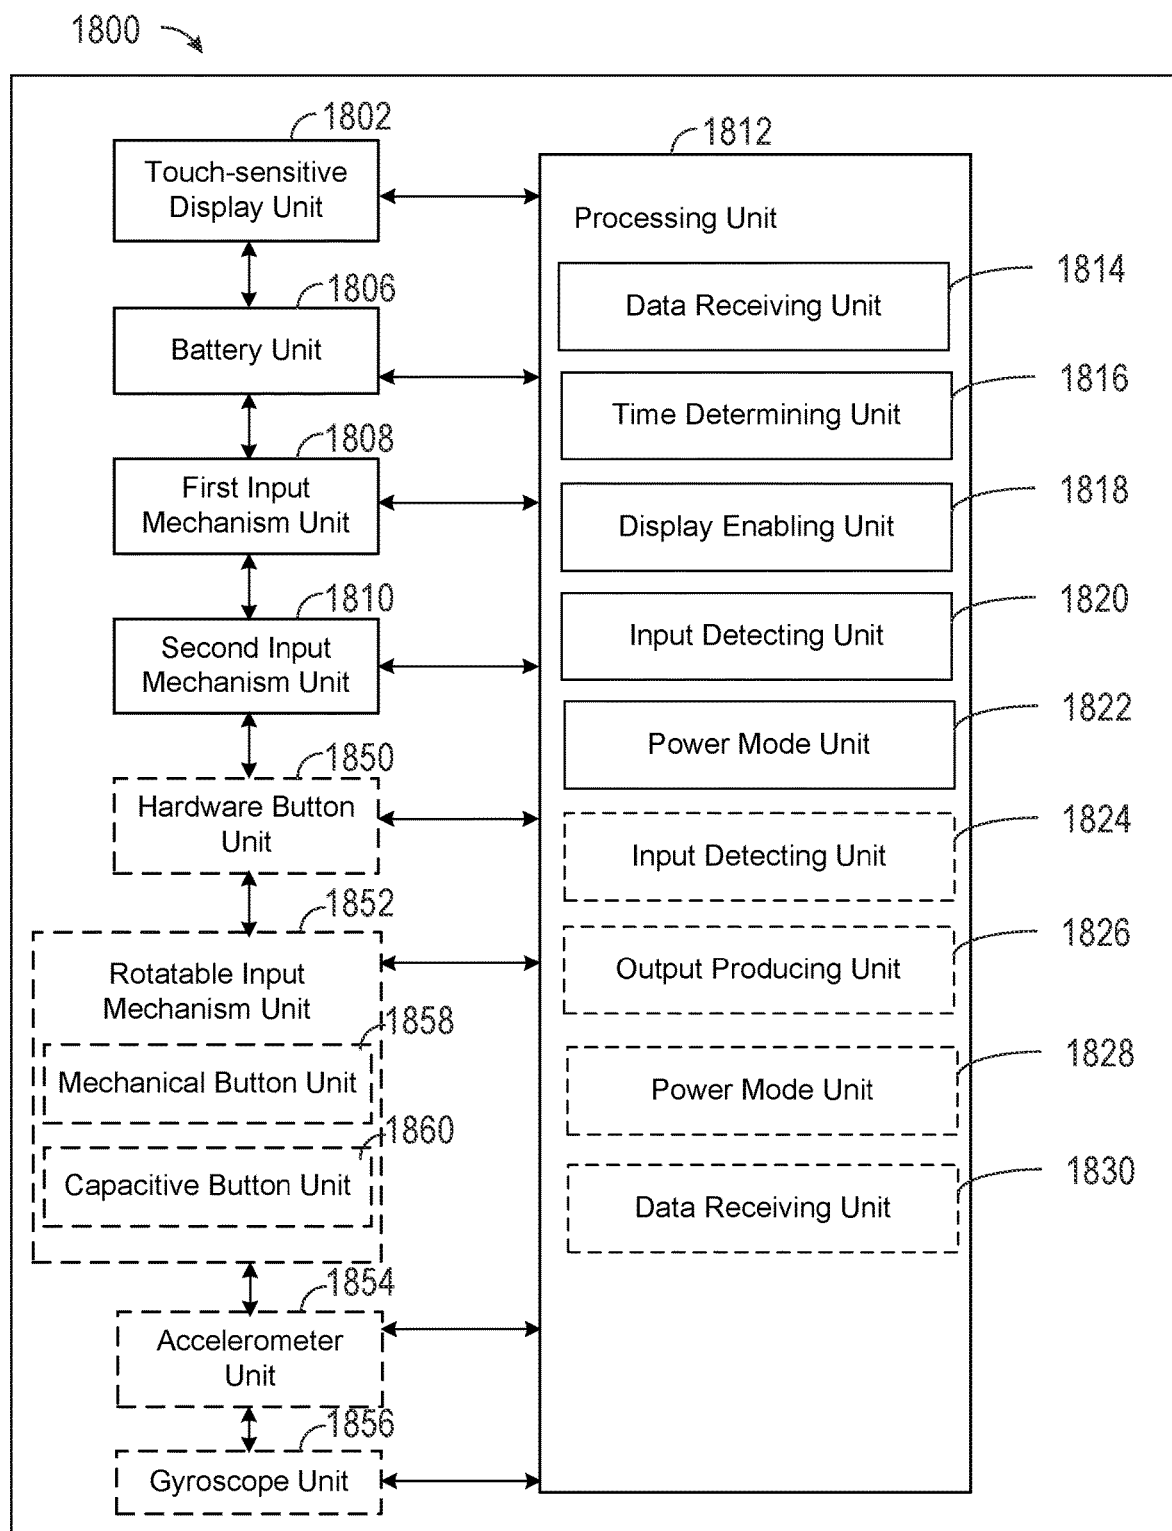 1800
1802
Touch-sensitive
Display Unit
1806
Battery Unit
1808
First Input
Mechanism Unit
1810
Second Input
Mechanism Unit
1850
Hardware Button
Unit
1852
Rotatable Input
Mechanism Unit
1858
Mechanical Button Unit
1860
Capacitive Button Unit
1854
Accelerometer
Unit
1856
Gyroscope Unit
1812
Processing Unit
1814
Data Receiving Unit
1816
Time Determining Unit
1818
Display Enabling Unit
1820
Input Detecting Unit
1822
Power Mode Unit
1824
Input Detecting Unit
1826
Output Producing Unit
1828
Power Mode Unit
1830
Data Receiving Unit